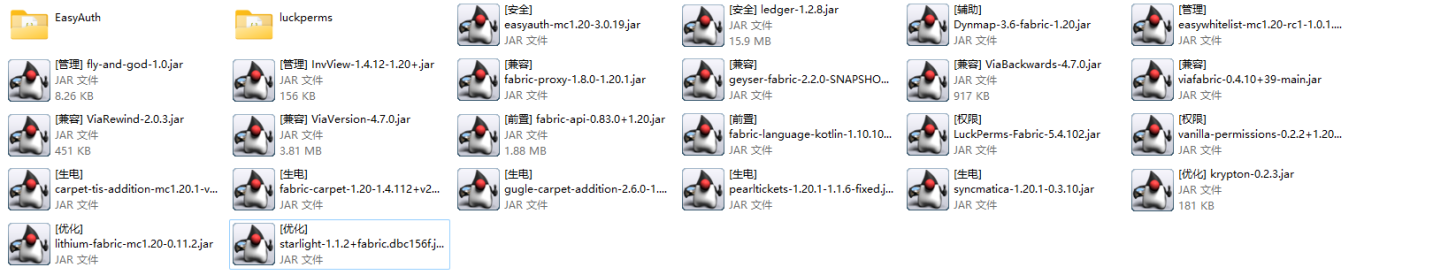 EasyAuth
luckperms
[安全]
easyauth-mc1.20-3.0.19.jar
JAR 文件
[安全] ledger-1.2.8.jar
JAR 文件
15.9 MB
[辅助]
Dynmap-3.6-fabric-1.20.jar
JAR 文件
[管理]
easywhitelist-mc1.20-rc1-1.0.1....
JAR 文件
[管理] fly-and-god-1.0.jar
JAR 文件
8.26 KB
[管理] InvView-1.4.12-1.20+.jar
JAR 文件
156 KB
[兼容]
fabric-proxy-1.8.0-1.20.1.jar
JAR 文件
[兼容]
geyser-fabric-2.2.0-SNAPSHO...
JAR 文件
[兼容] ViaBackwards-4.7.0.jar
JAR 文件
917 KB
[兼容]
viafabric-0.4.10+39-main.jar
JAR 文件
[兼容] ViaRewind-2.0.3.jar
JAR 文件
451 KB
[兼容] ViaVersion-4.7.0.jar
JAR 文件
3.81 MB
[前置] fabric-api-0.83.0+1.20.jar
JAR 文件
1.88 MB
[前置]
fabric-language-kotlin-1.10.10...
JAR 文件
[权限]
LuckPerms-Fabric-5.4.102.jar
JAR 文件
[权限]
vanilla-permissions-0.2.2+1.20...
JAR 文件
[生电]
carpet-tis-addition-mc1.20.1-v...
JAR 文件
[生电]
fabric-carpet-1.20-1.4.112+v2...
JAR 文件
[生电]
gugle-carpet-addition-2.6.0-1....
JAR 文件
[生电]
pearltickets-1.20.1-1.1.6-fixed.j...
JAR 文件
[生电]
syncmatica-1.20.1-0.3.10.jar
JAR 文件
[优化] krypton-0.2.3.jar
JAR 文件
181 KB
[优化]
lithium-fabric-mc1.20-0.11.2.jar
JAR 文件
[优化]
starlight-1.1.2+fabric.dbc156f.j...
JAR 文件